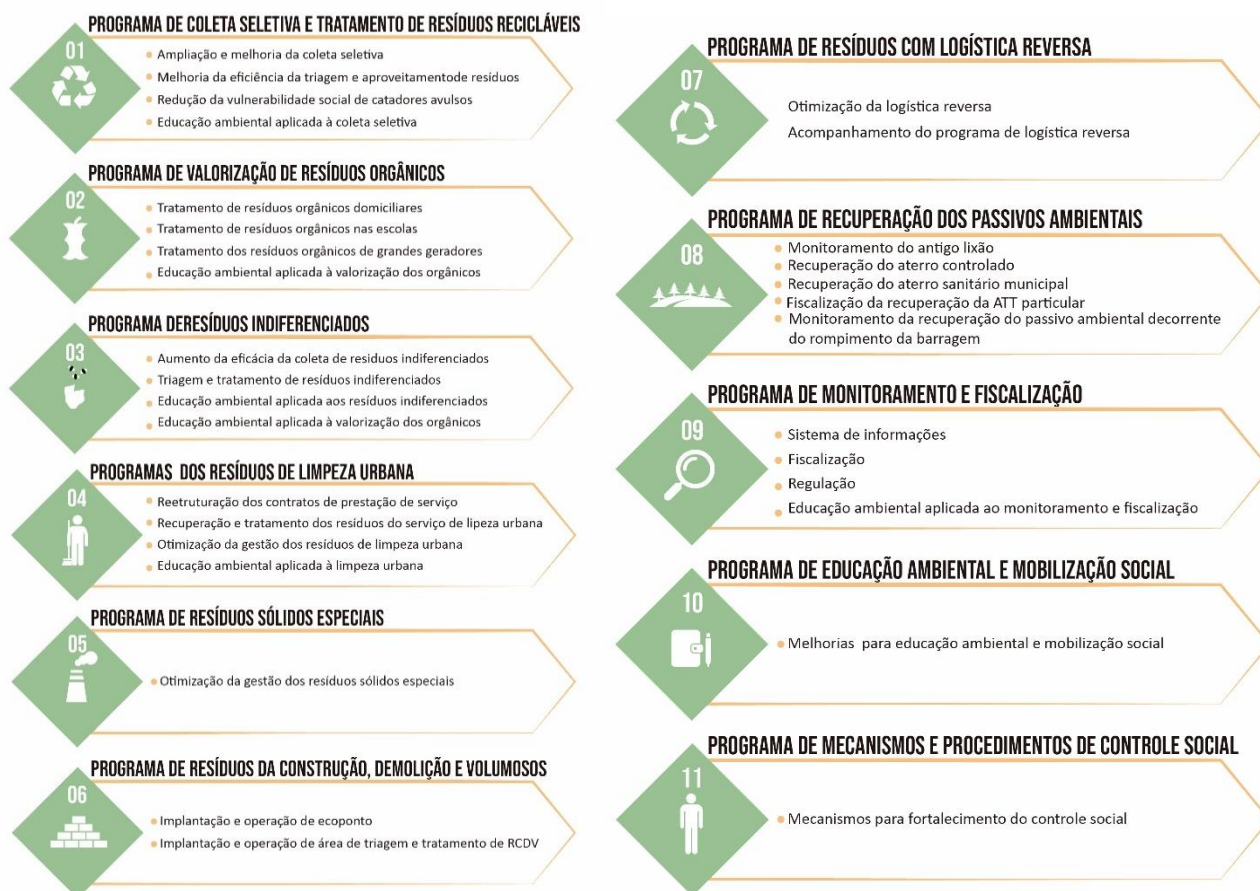 PROGRAMA DE COLETA SELETIVA E TRATAMENTO DE RESÍDUOS RECICLÁVEIS
01
Ampliação e melhoria da coleta seletiva
Melhoria da eficiência da triagem e aproveitamentode resíduos
Redução da vulnerabilidade social de catadores avulsos
Educação ambiental aplicada à coleta seletiva
PROGRAMA DE VALORIZAÇÃO DE RESÍDUOS ORGÂNICOS
02
Tratamento de resíduos orgânicos domiciliares
Tratamento de resíduos orgânicos nas escolas
Tratamento dos resíduos orgânicos de grandes geradores
Educação ambiental aplicada à valorização dos orgânicos
PROGRAMA DERESÍDUOS INDIFERENCIADOS
03
Aumento da eficácia da coleta de residuos indiferenciados
Triagem e tratamento de resíduos indiferenciados
Educação ambiental aplicada aos resíduos indiferenciados
Educação ambiental aplicada à valorização dos orgânicos
PROGRAMAS DOS RESÍDUOS DE LIMPEZA URBANA
04
Reetruturação dos contratos de prestação de serviço
Recuperação e tratamento dos resíduos do serviço de lipeza urbana
Otimização da gestão dos resíduos de limpeza urbana
Educação ambiental aplicada à limpeza urbana
PROGRAMA DE RESÍDUOS SÓLIDOS ESPECIAIS
05
Otimização da gestão dos resíduos sólidos especiais
PROGRAMA DE RESÍDUOS DA CONSTRUÇÃO, DEMOLIÇÃO E VOLUMOSOS
06
Implantação e operação de ecoponto
Implantação e operação de área de triagem e tratamento de RCDV
PROGRAMA DE RESÍDUOS COM LOGÍSTICA REVERSA
07
Otimização da logística reversa
Acompanhamento do programa de logística reversa
PROGRAMA DE RECUPERAÇÃO DOS PASSIVOS AMBIENTAIS
08
Monitoramento do antigo lixão
Recuperação do aterro controlado
Recuperação do aterro sanitário municipal
Fiscalização da recuperação da ATT particular
Monitoramento da recuperação do passivo ambiental decorrente
do rompimento da barragem
PROGRAMA DE MONITORAMENTO E FISCALIZAÇÃO
09
Sistema de informações
Fiscalização
Regulação
Educação ambiental aplicada ao monitoramento e fiscalização
PROGRAMA DE EDUCAÇÃO AMBIENTAL E MOBILIZAÇÃO SOCIAL
10
Melhorias para educação ambiental e mobilização social
PROGRAMA DE MECANISMOS E PROCEDIMENTOS DE CONTROLE SOCIAL
11
Mecanismos para fortalecimento do controle social